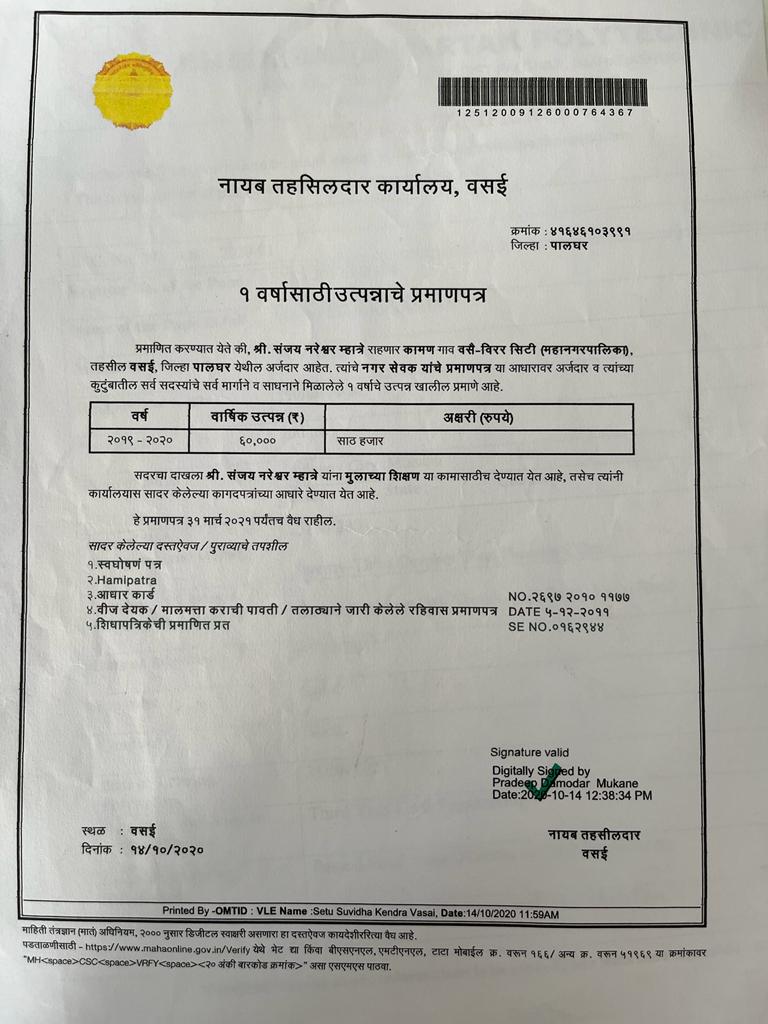 12512009126000764367
नायब तहसिलदार कार्यालय, वसई
क्रमांक : ४१६४६१०३९९१
जिल्हा : पालघर
१ वर्षासाठी उत्पन्नाचे प्रमाणपत्र
प्रमाणित करण्यात येते की, श्री. संजय नरेश्वर म्हात्रे राहणार कामण गाव वसै-विरर सिटी (महानगरपालिका),
तहसील वसई, जिल्हा पालघर येथील अर्जदार आहेत. त्यांचे नगर सेवक यांचे प्रमाणपत्र या आधारावर अर्जदार व त्यांच्या
कुटुंबातील सर्व सदस्यांचे सर्व मार्गाने व साधनाने मिळालेले १ वर्षाचे उत्पन्न खालील प्रमाणे आहे.
वर्ष वार्षिक उत्पन्न (₹) अक्षरी (रुपये)
२०१९ - २०२० ६०,००० साठ हजार
सदरचा दाखला श्री. संजय नरेश्वर म्हात्रे यांना मुलाच्या शिक्षण या कामासाठीच देण्यात येत आहे, तसेच त्यांनी
कार्यालयास सादर केलेल्या कागदपत्रांच्या आधारे देण्यात येत आहे.
हे प्रमाणपत्र ३१ मार्च २०२१ पर्यंतच वैध राहील.
सादर केलेल्या दस्तऐवज / पुराव्याचे तपशील
१.स्वघोषणं पत्र
२.Hamipatra
३.आधार कार्ड NO.२६९७ २०१० ११७७
४.वीज देयक / मालमत्ता कराची पावती / तलाठ्याने जारी केलेले रहिवास प्रमाणपत्र DATE ५-१२-२०११
५.शिधापत्रिकेची प्रमाणित प्रत SE NO.०१६२९४४
Signature valid
Digitally Signed by
Pradeep Damodar Mukane
Date:2020-10-14 12:38:34 PM
स्थळ : वसई
दिनांक : १४/१०/२०२०
नायब तहसीलदार
वसई
Printed By -OMTID : VLE Name :Setu Suvidha Kendra Vasai, Date:14/10/2020 11:59AM
माहिती तंत्रज्ञान (मातं) अधिनियम, २००० नुसार डिजीटल स्वाक्षरी असणारा हा दस्तऐवज कायदेशीररित्या वैध आहे.
पडताळणीसाठी - https://www.mahaonline.gov.in/Verify येथे भेट द्या किंवा बीएसएनएल, एमटीएनएल, टाटा मोबाईल क्र. वरून १६६/ अन्य क्र. वरून ५१९६९ या क्रमांकावर
"MH<space>CSC<space>VRFY<space><२० अंकी बारकोड क्रमांक>" असा एसएमएस पाठवा.